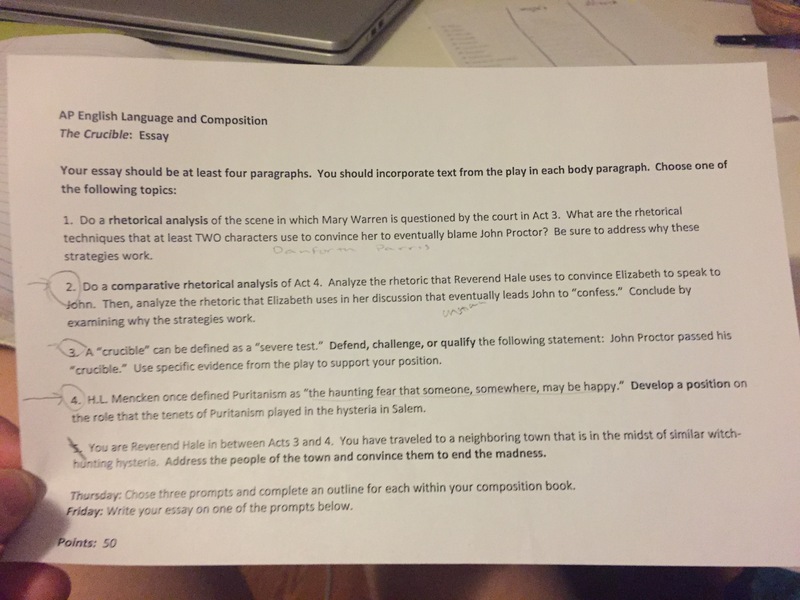 AP English Language and Composition
The Crucible: Essay
Your essay should be at least four paragraphs. You should incorporate text from the play in each body paragraph. Choose one of
the following topics:
1. Do a rhetorical analysis of the scene in which Mary Warren is questioned by the court in Act 3. What are the rhetorical
techniques that at least TWO characters use to convince her to eventually blame John Proctor? Be sure to address why these
strategies work.
Danforth Parris
2. Do a comparative rhetorical analysis of Act 4. Analyze the rhetoric that Reverend Hale uses to convince Elizabeth to speak to
John. Then, analyze the rhetoric that Elizabeth uses in her discussion that eventually leads John to “confess.” Conclude by
examining why the strategies work.
3. A “crucible” can be defined as a “severe test.” Defend, challenge, or qualify the following statement: John Proctor passed his
“crucible.” Use specific evidence from the play to support your position.
4. H.L. Mencken once defined Puritanism as “the haunting fear that someone, somewhere, may be happy.” Develop a position on
the role that the tenets of Puritanism played in the hysteria in Salem.
5. You are Reverend Hale in between Acts 3 and 4. You have traveled to a neighboring town that is in the midst of similar witch-
hunting hysteria. Address the people of the town and convince them to end the madness.
Thursday: Chose three prompts and complete an outline for each within your composition book.
Friday: Write your essay on one of the prompts below.
Points: 50